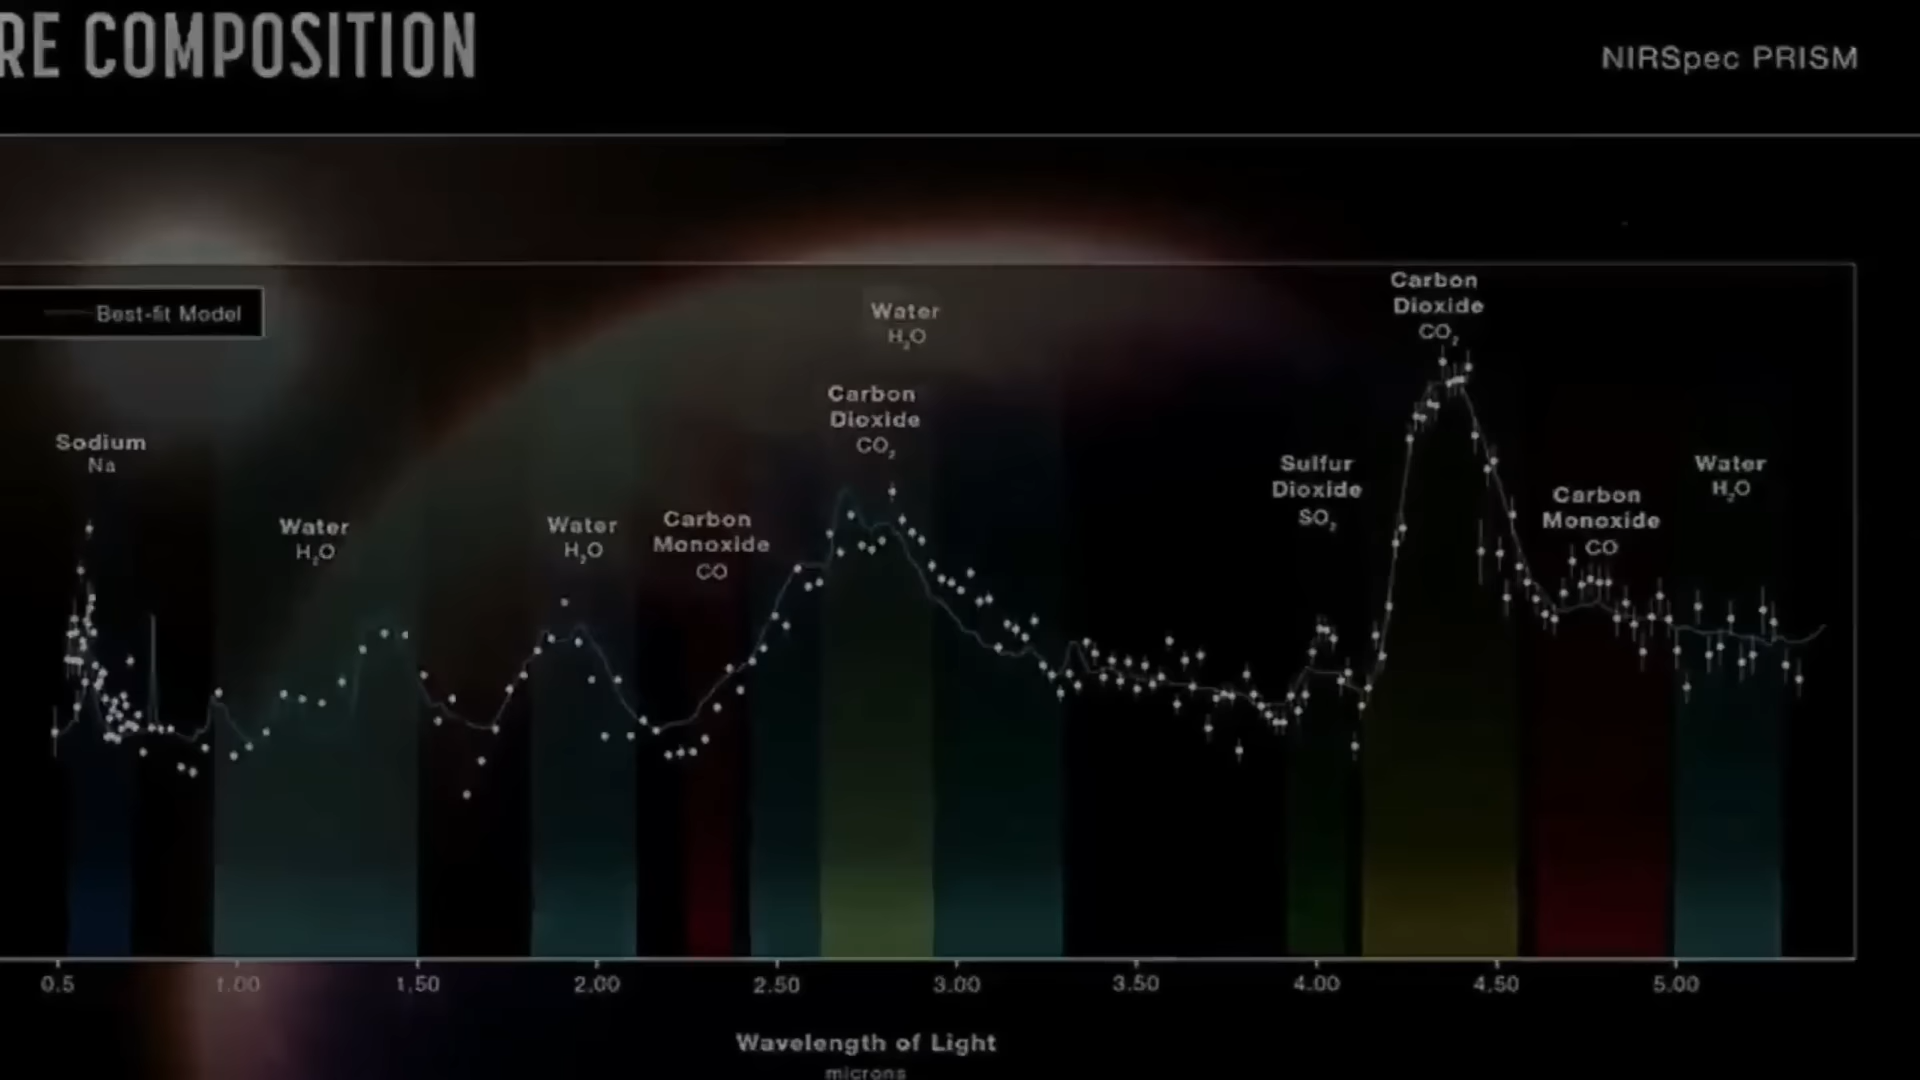 RE COMPOSITION
NIRSpec PRISM
Best-fit Model
Carbon
Dioxide
CO₂
Water
H₂O
Carbon
Dioxide
CO₂
Sodium
Na
Sulfur
Dioxide
SO₂
Water
H₂O
Carbon
Monoxide
CO
Water
H₂O
Water
H₂O
Carbon
Monoxide
CO
0.5 1.00 1.50 2.00 2.50 3.00 3.50 4.00 4.50 5.00
Wavelength of Light
microns